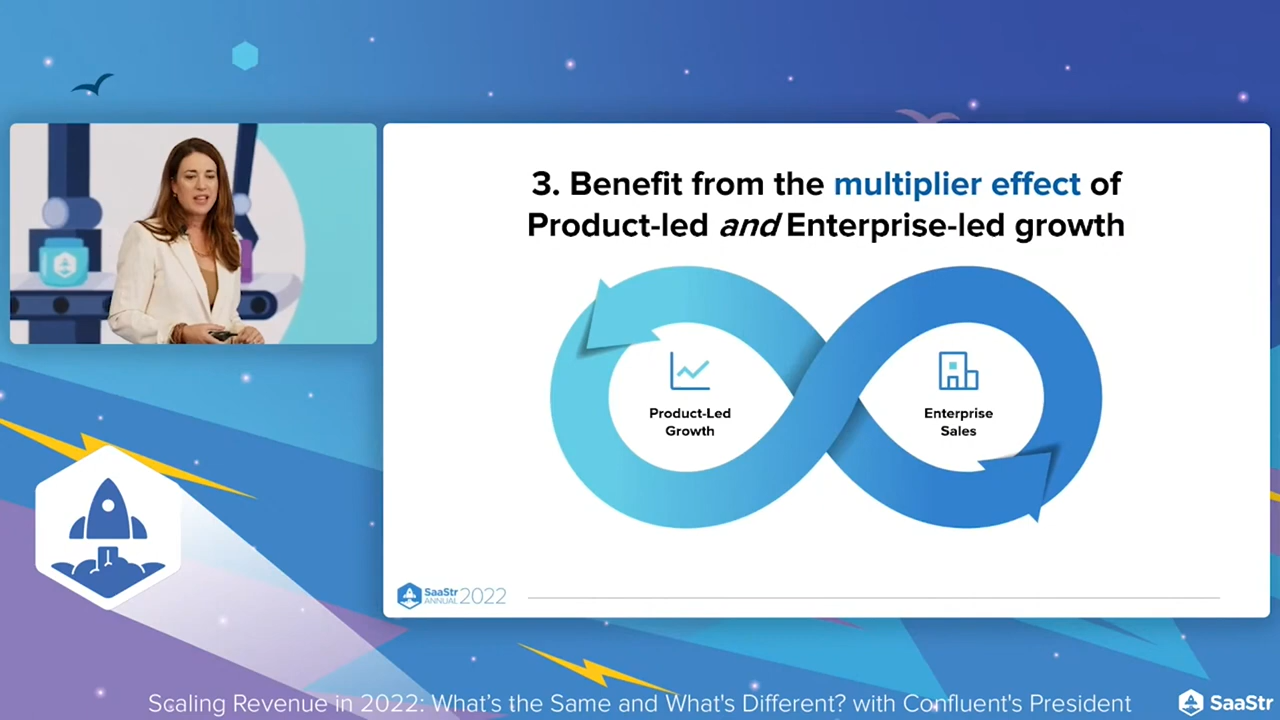 3. Benefit from the multiplier effect of
Product-led and Enterprise-led growth
Product-Led
Growth
Enterprise
Sales
SaaStr
ANNUAL 2022
Scaling Revenue in 2022: What's the Same and What's Different? with Confluent's President
SaaStr